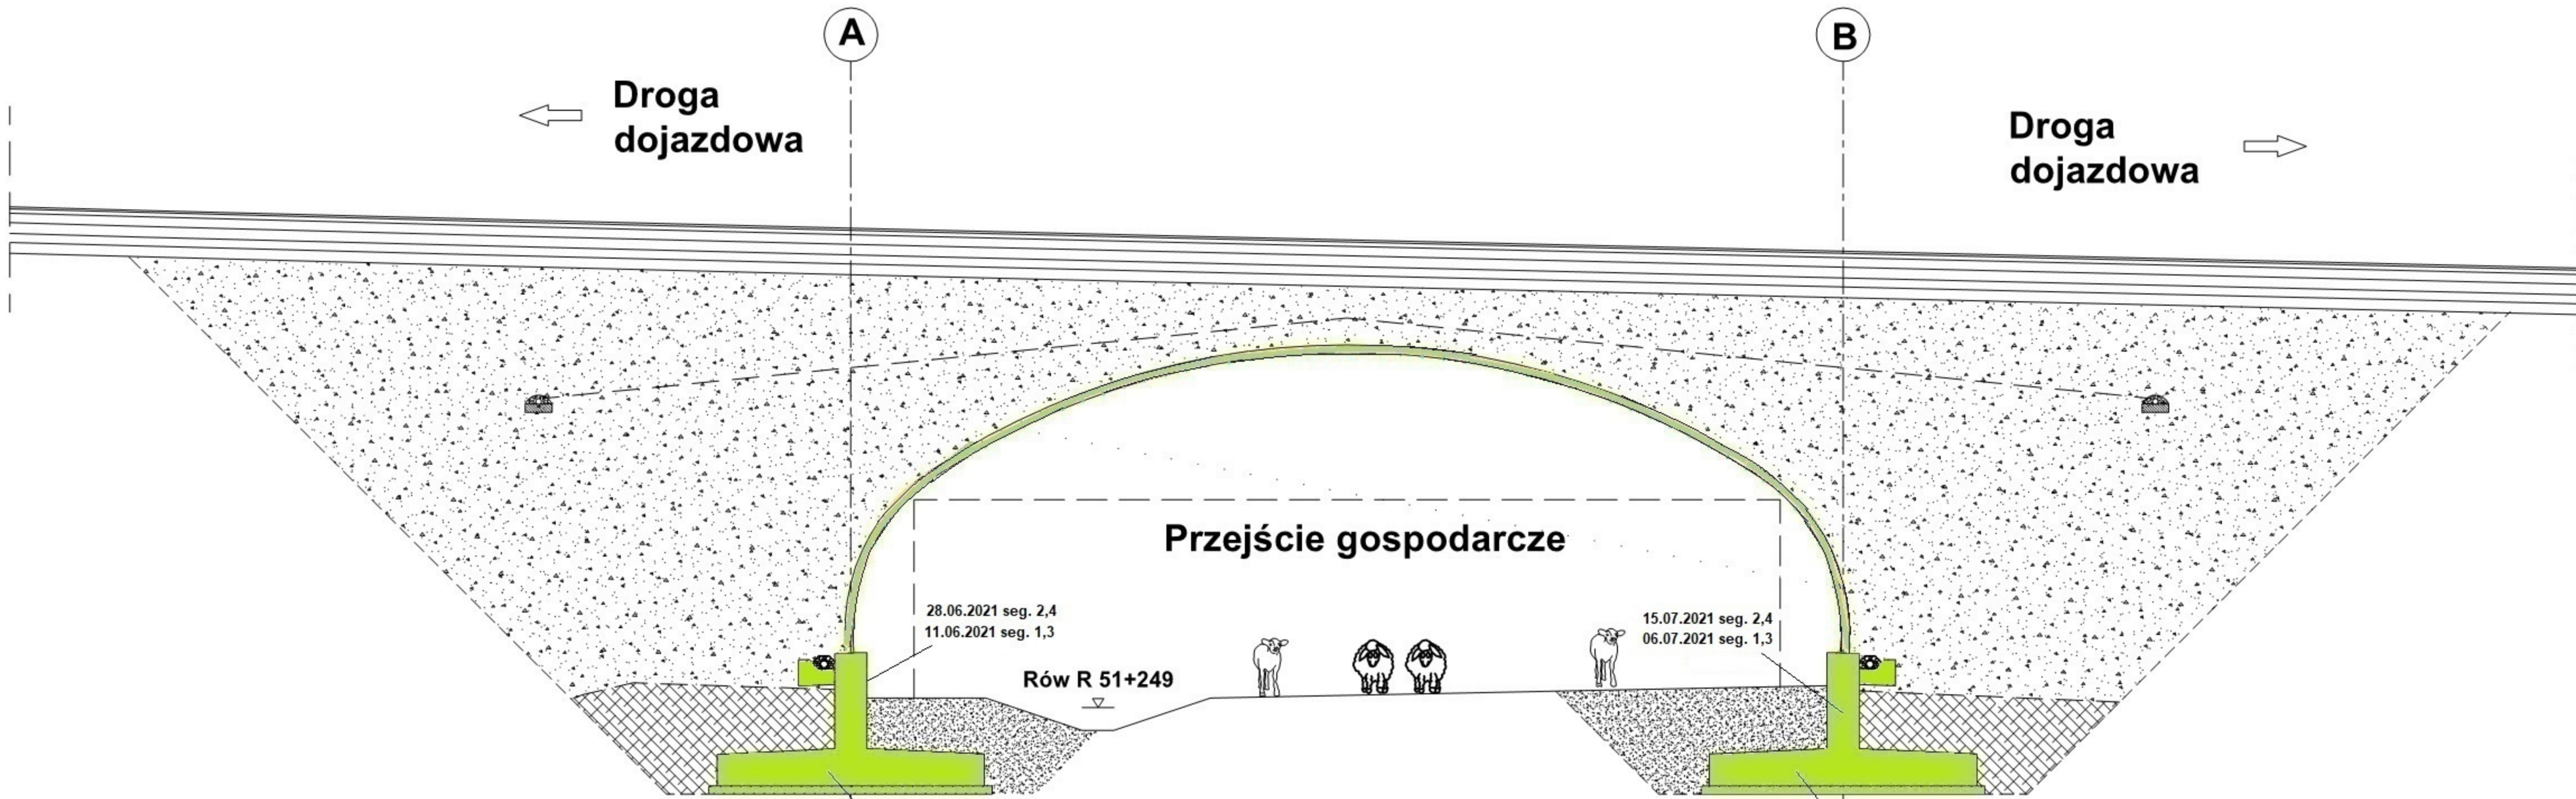 A
B
Droga
dojazdowa
Droga
dojazdowa
Przejście gospodarcze
28.06.2021 seg. 2,4
11.06.2021 seg. 1,3
15.07.2021 seg. 2,4
06.07.2021 seg. 1,3
Rów R 51+249